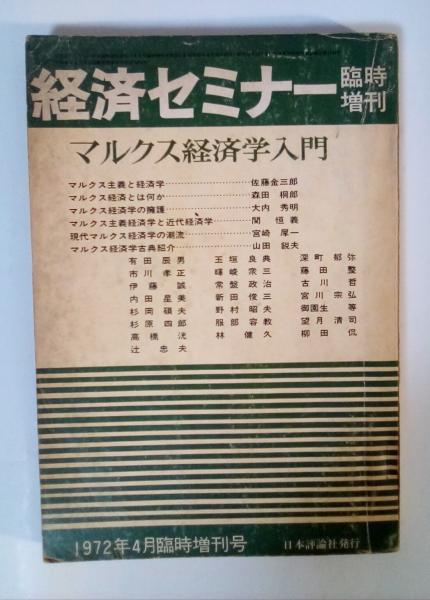 経済セミナー 臨時増刊
マルクス経済学入門
マルクス主義と経済学……………佐藤金三郎
マルクス経済とは何か……………森田 桐郎
マルクス経済学の擁護……………大内 秀明
マルクス主義経済学と近代経済学………関 恒義
現代マルクス経済学の潮流…………宮崎 犀一
マルクス経済学古典紹介……………山田 鋭夫
有田 辰男 玉垣 良典 深町 郁弥
市川 孝正 暉峻 衆三 藤田 整
伊藤 誠 常盤 政治 古川 哲
内田 星美 新田 俊三 宮川 宗弘
杉岡 碩夫 野村 昭夫 御園生 等
杉原 四郎 服部 容教 望月 清司
高橋 洸 林 健久 柳田 侃
辻 忠夫
1972年4月臨時増刊号 日本評論社発行